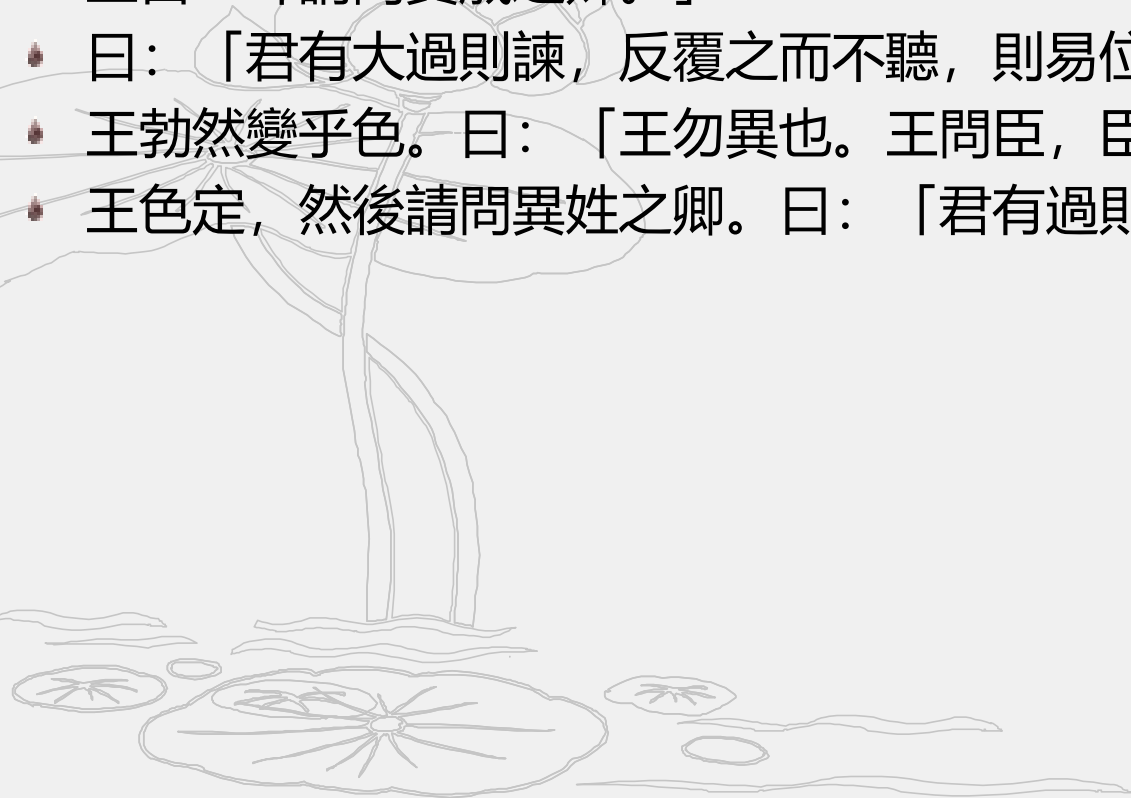 曰：「君有大過則諫，反覆之而不聽，則易位
王勃然變乎色。曰：「王勿異也。王問臣，臣
王色定，然後請問異姓之卿。曰：「君有過